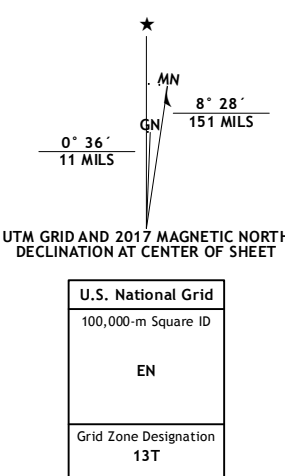 ★
MN
8° 28´
151 MILS
GN
0° 36´
11 MILS
UTM GRID AND 2017 MAGNETIC NORTH
DECLINATION AT CENTER OF SHEET
U.S. National Grid
100,000-m Square ID
EN
Grid Zone Designation
13T